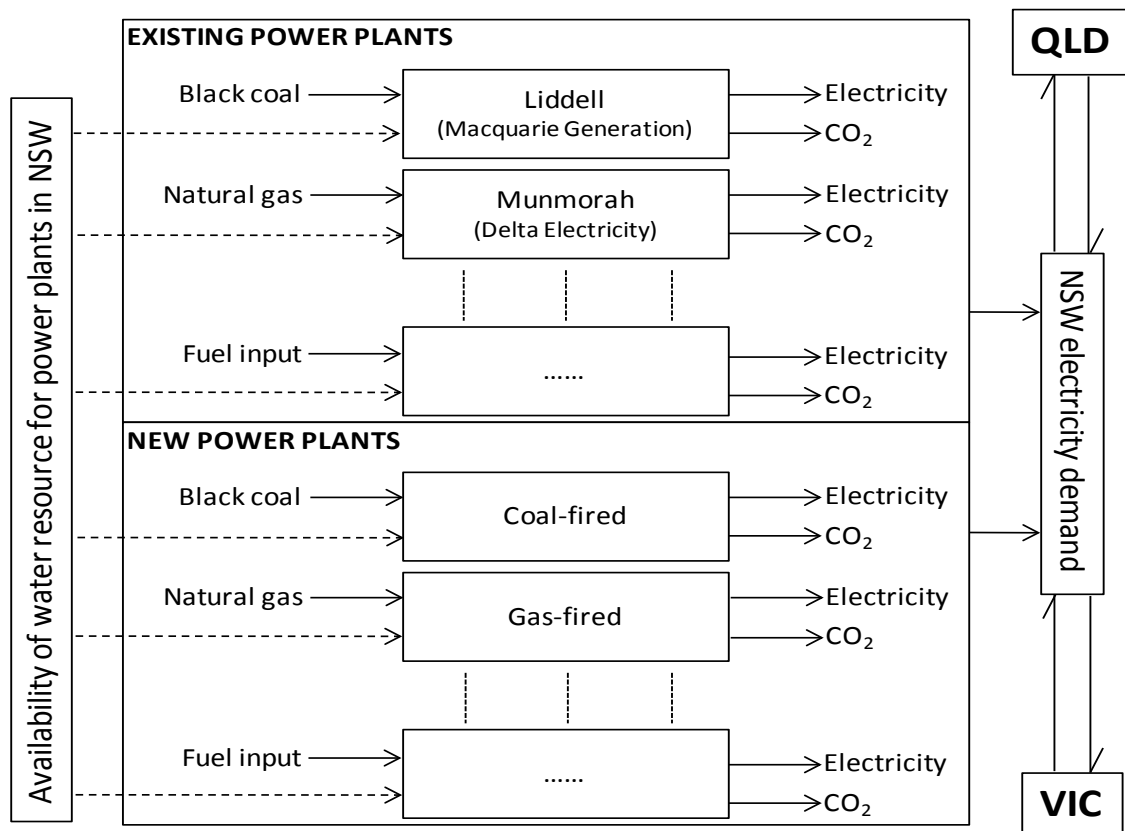 Availability of water resource for power plants in NSW
EXISTING POWER PLANTS
Black coal
Liddell
(Macquarie Generation)
Electricity
CO₂
Natural gas
Munmorah
(Delta Electricity)
Electricity
CO₂
Fuel input
......
Electricity
CO₂
NEW POWER PLANTS
Black coal
Coal-fired
Electricity
CO₂
Natural gas
Gas-fired
Electricity
CO₂
Fuel input
......
Electricity
CO₂
QLD
NSW electricity demand
VIC